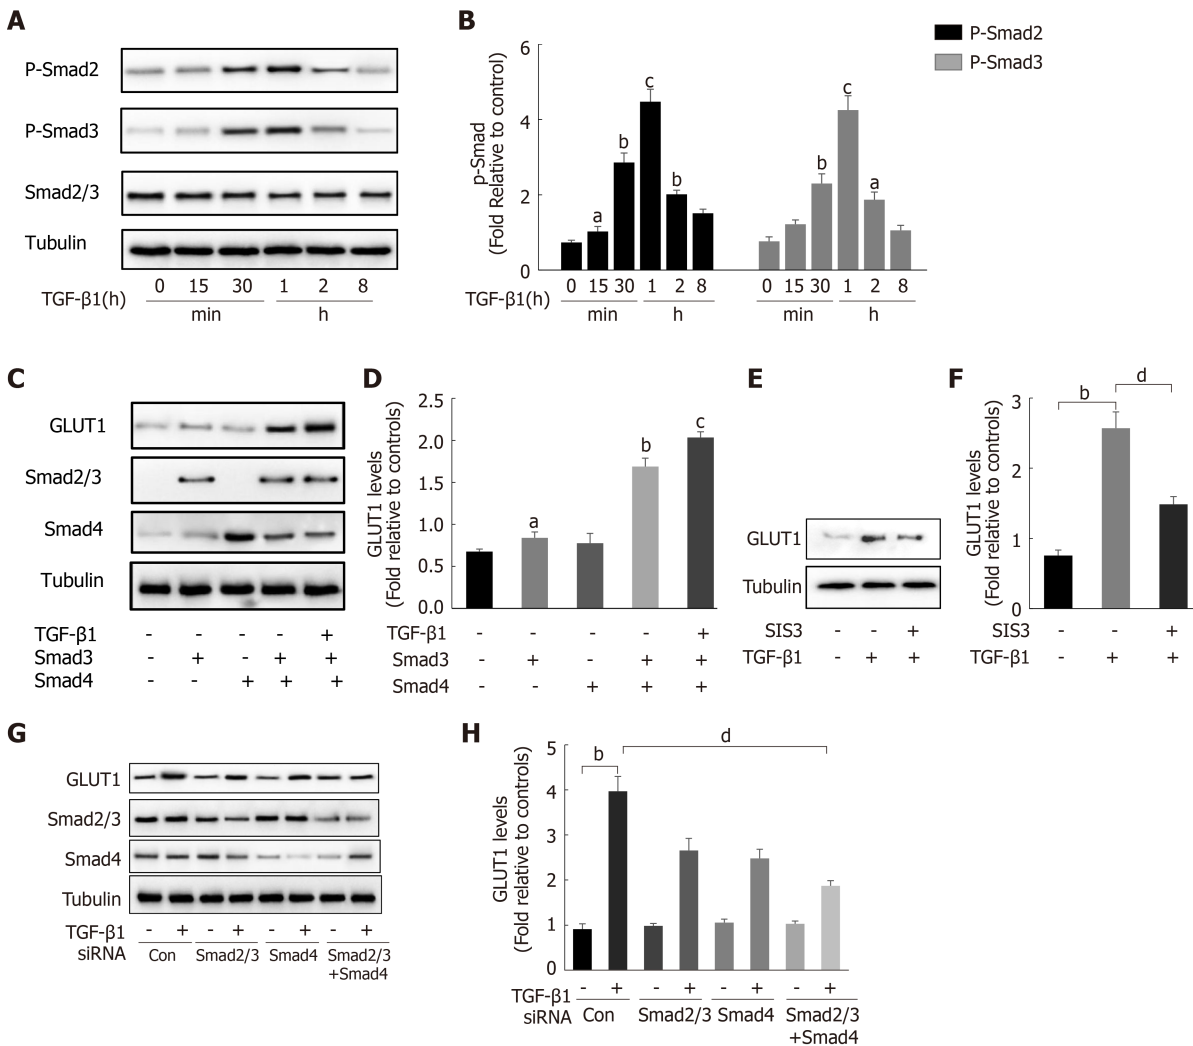 A
P-Smad2
P-Smad3
Smad2/3
Tubulin
0 15 30 1 2 8
TGF-β1(h)
min h
B
P-Smad2
P-Smad3
p-Smad
(Fold Relative to control)
6
4
2
0
a b c b b c a
0 15 30 1 2 8 0 15 30 1 2 8
TGF-β1(h)
min h min h
C
GLUT1
Smad2/3
Smad4
Tubulin
TGF-β1 - - - - +
Smad3 - + - + +
Smad4 - - + + +
D
GLUT1 levels
(Fold relative to controls)
2.5
2.0
1.5
1.0
0.5
0.0
a b c
TGF-β1 - - - - +
Smad3 - + - + +
Smad4 - - + + +
E
GLUT1
Tubulin
SIS3 - - +
TGF-β1 - + +
F
GLUT1 levels
(Fold relative to controls)
3
2
1
0
b d
SIS3 - - +
TGF-β1 - + +
G
GLUT1
Smad2/3
Smad4
Tubulin
TGF-β1 - + - + - + - +
siRNA Con Smad2/3 Smad4 Smad2/3
+Smad4
H
GLUT1 levels
(Fold relative to controls)
5
4
3
2
1
0
b d
TGF-β1 - + - + - + - +
siRNA Con Smad2/3 Smad4 Smad2/3
+Smad4